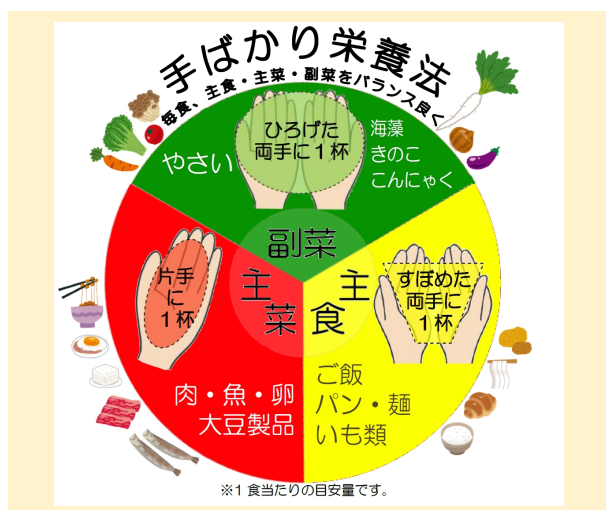 手ばかり栄養法
毎食、主食・主菜・副菜をバランス良く
ひろげた
両手に1杯
やさい
海藻
きのこ
こんにゃく
副菜
片手
に
1杯
主
菜
肉・魚・卵
大豆製品
主
食
すぼめた
両手に
1杯
ご飯
パン・麺
いも類
※1食当たりの目安量です。